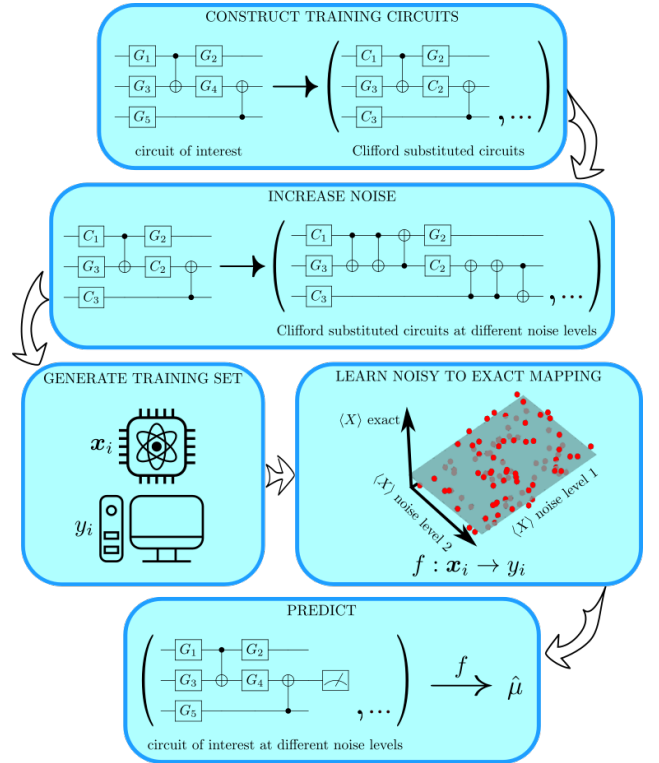 CONSTRUCT TRAINING CIRCUITS
G₁ G₂ C₁ G₂
G₃ G₄ G₃ C₂
G₅ C₃ , ...
circuit of interest Clifford substituted circuits
INCREASE NOISE
C₁ G₂ C₁ G₂
G₃ C₂ G₃ C₂
C₃ C₃ , ...
Clifford substituted circuits at different noise levels
GENERATE TRAINING SET
𝒙ᵢ
yᵢ
LEARN NOISY TO EXACT MAPPING
⟨X⟩ exact
⟨X⟩ noise level 2
⟨X⟩ noise level 1
f : 𝒙ᵢ → yᵢ
PREDICT
G₁ G₂
G₃ G₄
G₅ , ...
f
μ̂
circuit of interest at different noise levels